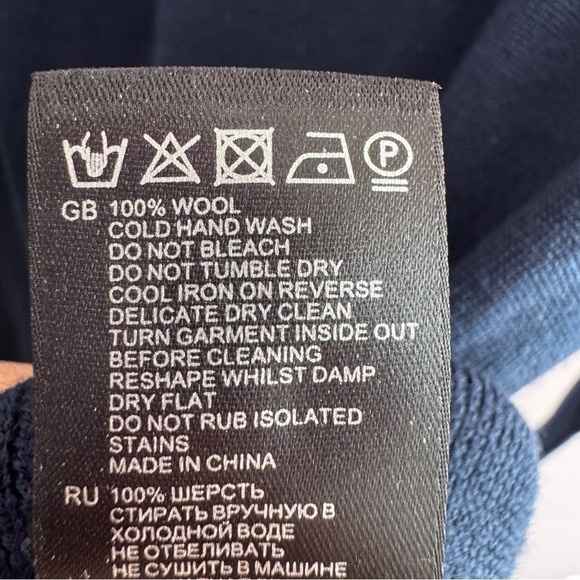 P
GB 100% WOOL
COLD HAND WASH
DO NOT BLEACH
DO NOT TUMBLE DRY
COOL IRON ON REVERSE
DELICATE DRY CLEAN
TURN GARMENT INSIDE OUT
BEFORE CLEANING
RESHAPE WHILST DAMP
DRY FLAT
DO NOT RUB ISOLATED
STAINS
MADE IN CHINA
RU 100% ШЕРСТЬ
СТИРАТЬ ВРУЧНУЮ В
ХОЛОДНОЙ ВОДЕ
НЕ ОТБЕЛИВАТЬ
НЕ СУШИТЬ В МАШИНЕ